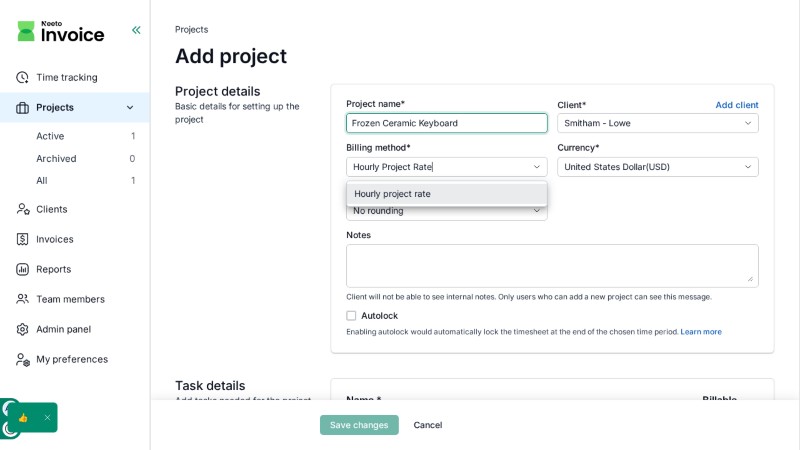 Neeto
Invoice
Time tracking
Projects
Active 1
Archived 0
All 1
Clients
Invoices
Reports
Team members
Admin panel
My preferences
Projects
Add project
Project details
Basic details for setting up the
project
Project name*
Frozen Ceramic Keyboard
Client*
Add client
Smitham - Lowe
Billing method*
Hourly Project Rate
Currency*
United States Dollar(USD)
Hourly project rate
No rounding
Notes
Client will not be able to see internal notes. Only users who can add a new project can see this message.
Autolock
Enabling autolock would automatically lock the timesheet at the end of the chosen time period. Learn more
Task details
Add tasks needed for the project
Name *
Billable
Save changes
Cancel